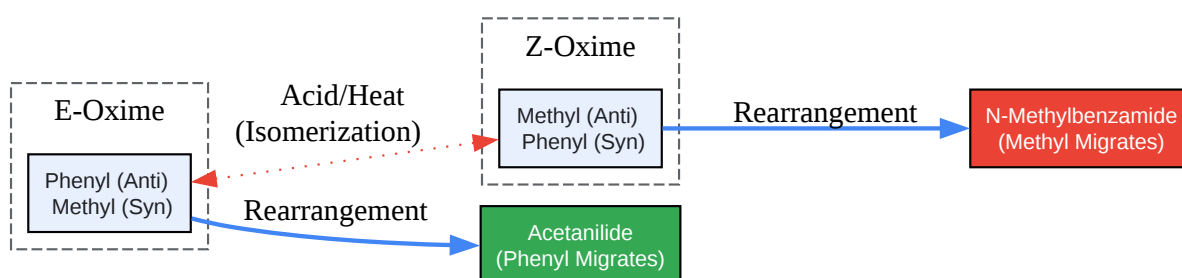 E-Oxime
Phenyl (Anti)
Methyl (Syn)
Acid/Heat
(Isomerization)
Z-Oxime
Methyl (Anti)
Phenyl (Syn)
Rearrangement
N-Methylbenzamide
(Methyl Migrates)
Rearrangement
Acetanilide
(Phenyl Migrates)